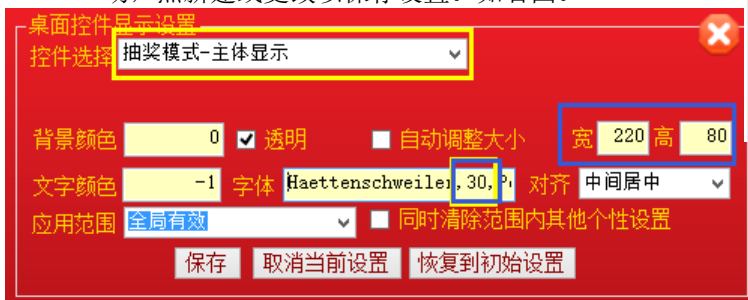 桌面控件显示设置
控件选择 抽奖模式-主体显示
背景颜色 0 透明 自动调整大小 宽 220 高 80
文字颜色 -1 字体 Haettenschweiler,30, 对齐 中间居中
应用范围 全局有效 同时清除范围内其他个性设置
保存 取消当前设置 恢复到初始设置